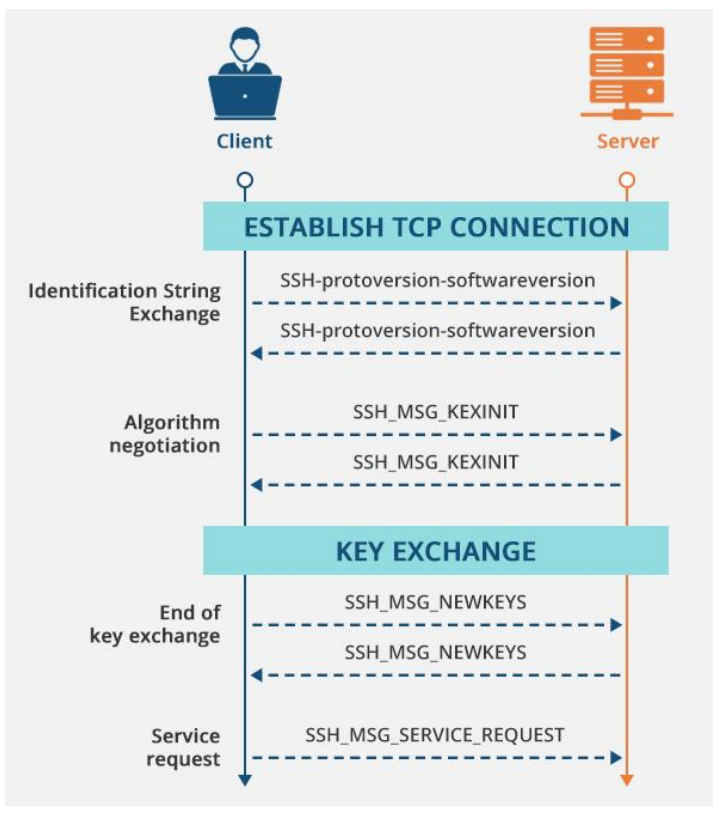 Client
Server
ESTABLISH TCP CONNECTION
Identification String
Exchange
SSH-protoversion-softwareversion
SSH-protoversion-softwareversion
Algorithm
negotiation
SSH_MSG_KEXINIT
SSH_MSG_KEXINIT
KEY EXCHANGE
End of
key exchange
SSH_MSG_NEWKEYS
SSH_MSG_NEWKEYS
Service
request
SSH_MSG_SERVICE_REQUEST